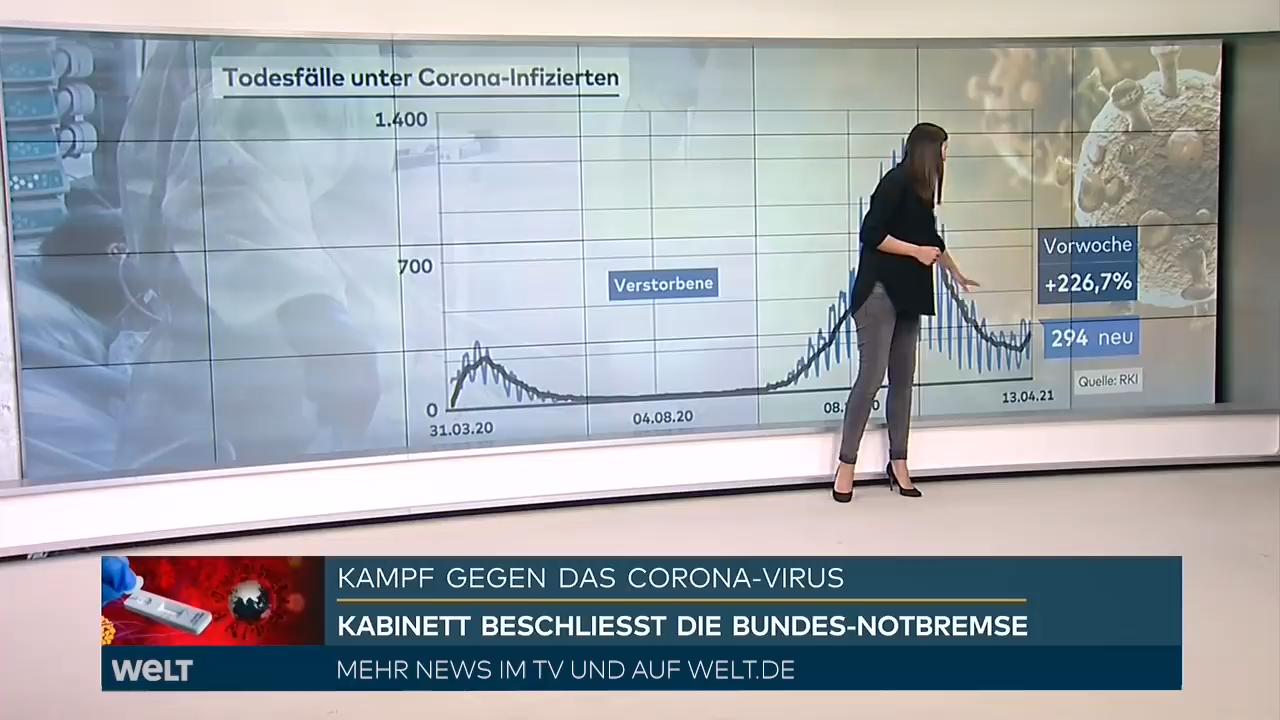 Todesfälle unter Corona-Infizierten
1.400
700
0
Verstorbene
31.03.20
04.08.20
13.04.21
Vorwoche
+226,7%
294 neu
Quelle: RKI
KAMPF GEGEN DAS CORONA-VIRUS
KABINETT BESCHLIESST DIE BUNDES-NOTBREMSE
WELT
MEHR NEWS IM TV UND AUF WELT.DE